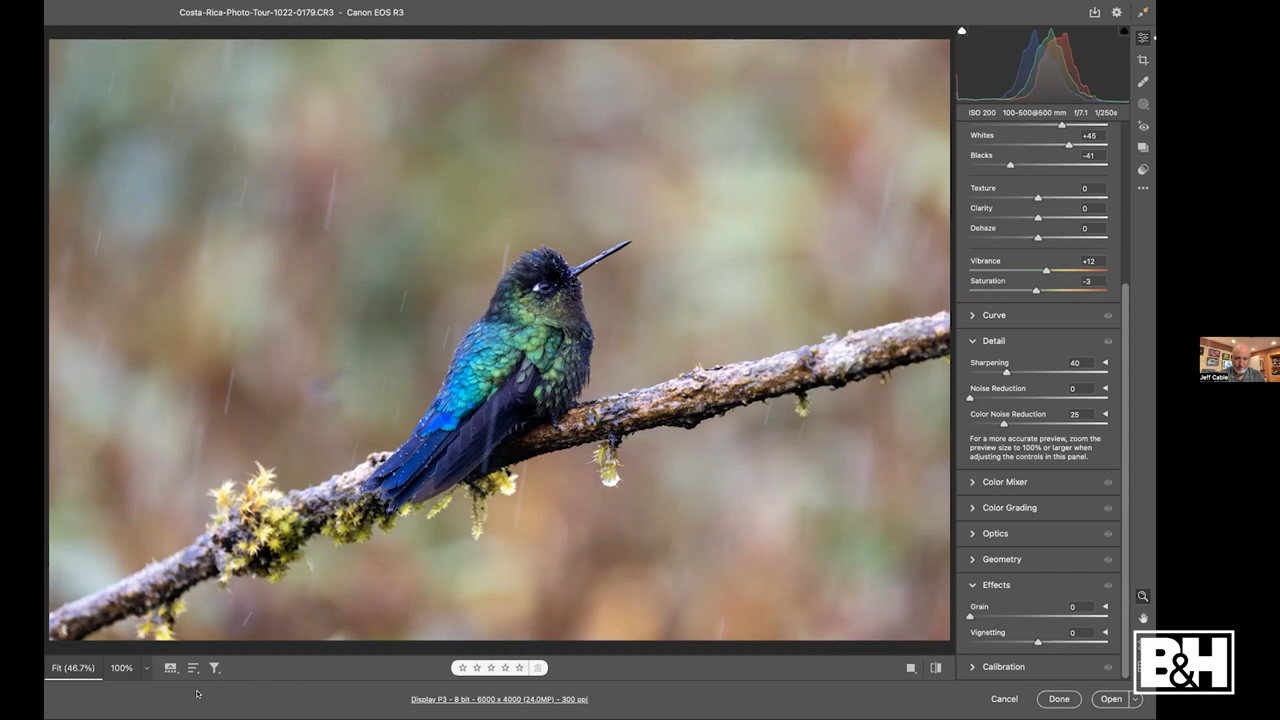 Costa-Rica-Photo-Tour-1022-0179.CR3 - Canon EOS R3
ISO 200 100-500@500 mm f/7.1 1/250s
Whites +45
Blacks -41
Texture 0
Clarity 0
Dehaze 0
Vibrance +12
Saturation -3
Curve
Detail
Sharpening 40
Noise Reduction 0
Color Noise Reduction 25
For a more accurate preview, zoom the
preview size to 100% or larger when
adjusting the controls in this panel.
Color Mixer
Color Grading
Optics
Geometry
Effects
Grain 0
Vignetting 0
Calibration
Jeff Cable
Fit (46.7%) 100%
Display P3 - 8 bit - 6000 x 4000 (24.0MP) - 300 ppi
Cancel Done Open
B&H